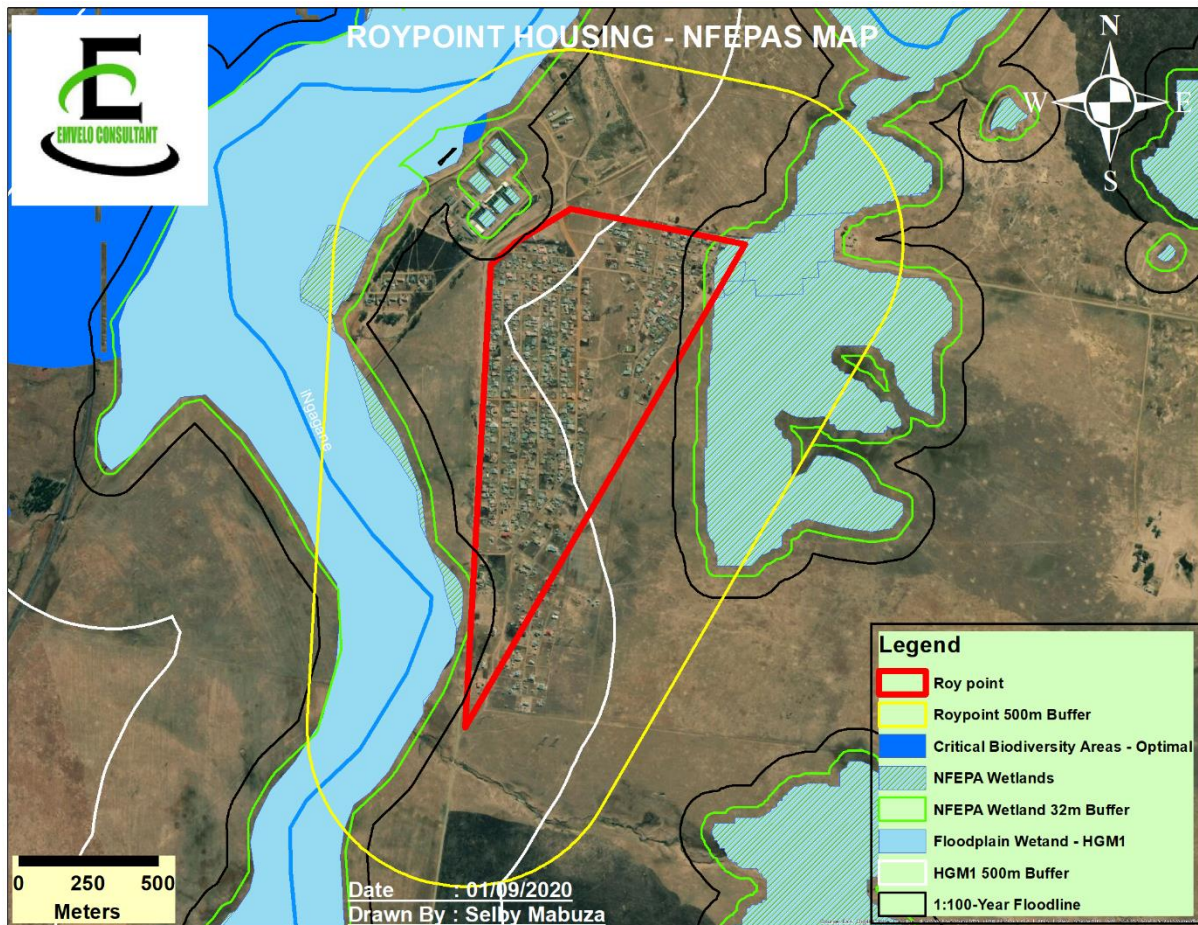 ROYPOINT HOUSING - NFEPAS MAP
E
EMVELO CONSULTANT
N
W
E
S
iNgagane
Legend
Roy point
Roypoint 500m Buffer
Critical Biodiversity Areas - Optimal
NFEPA Wetlands
NFEPA Wetland 32m Buffer
Floodplain Wetand - HGM1
HGM1 500m Buffer
1:100-Year Floodline
0 250 500
Meters
Date : 01/09/2020
Drawn By : Selby Mabuza